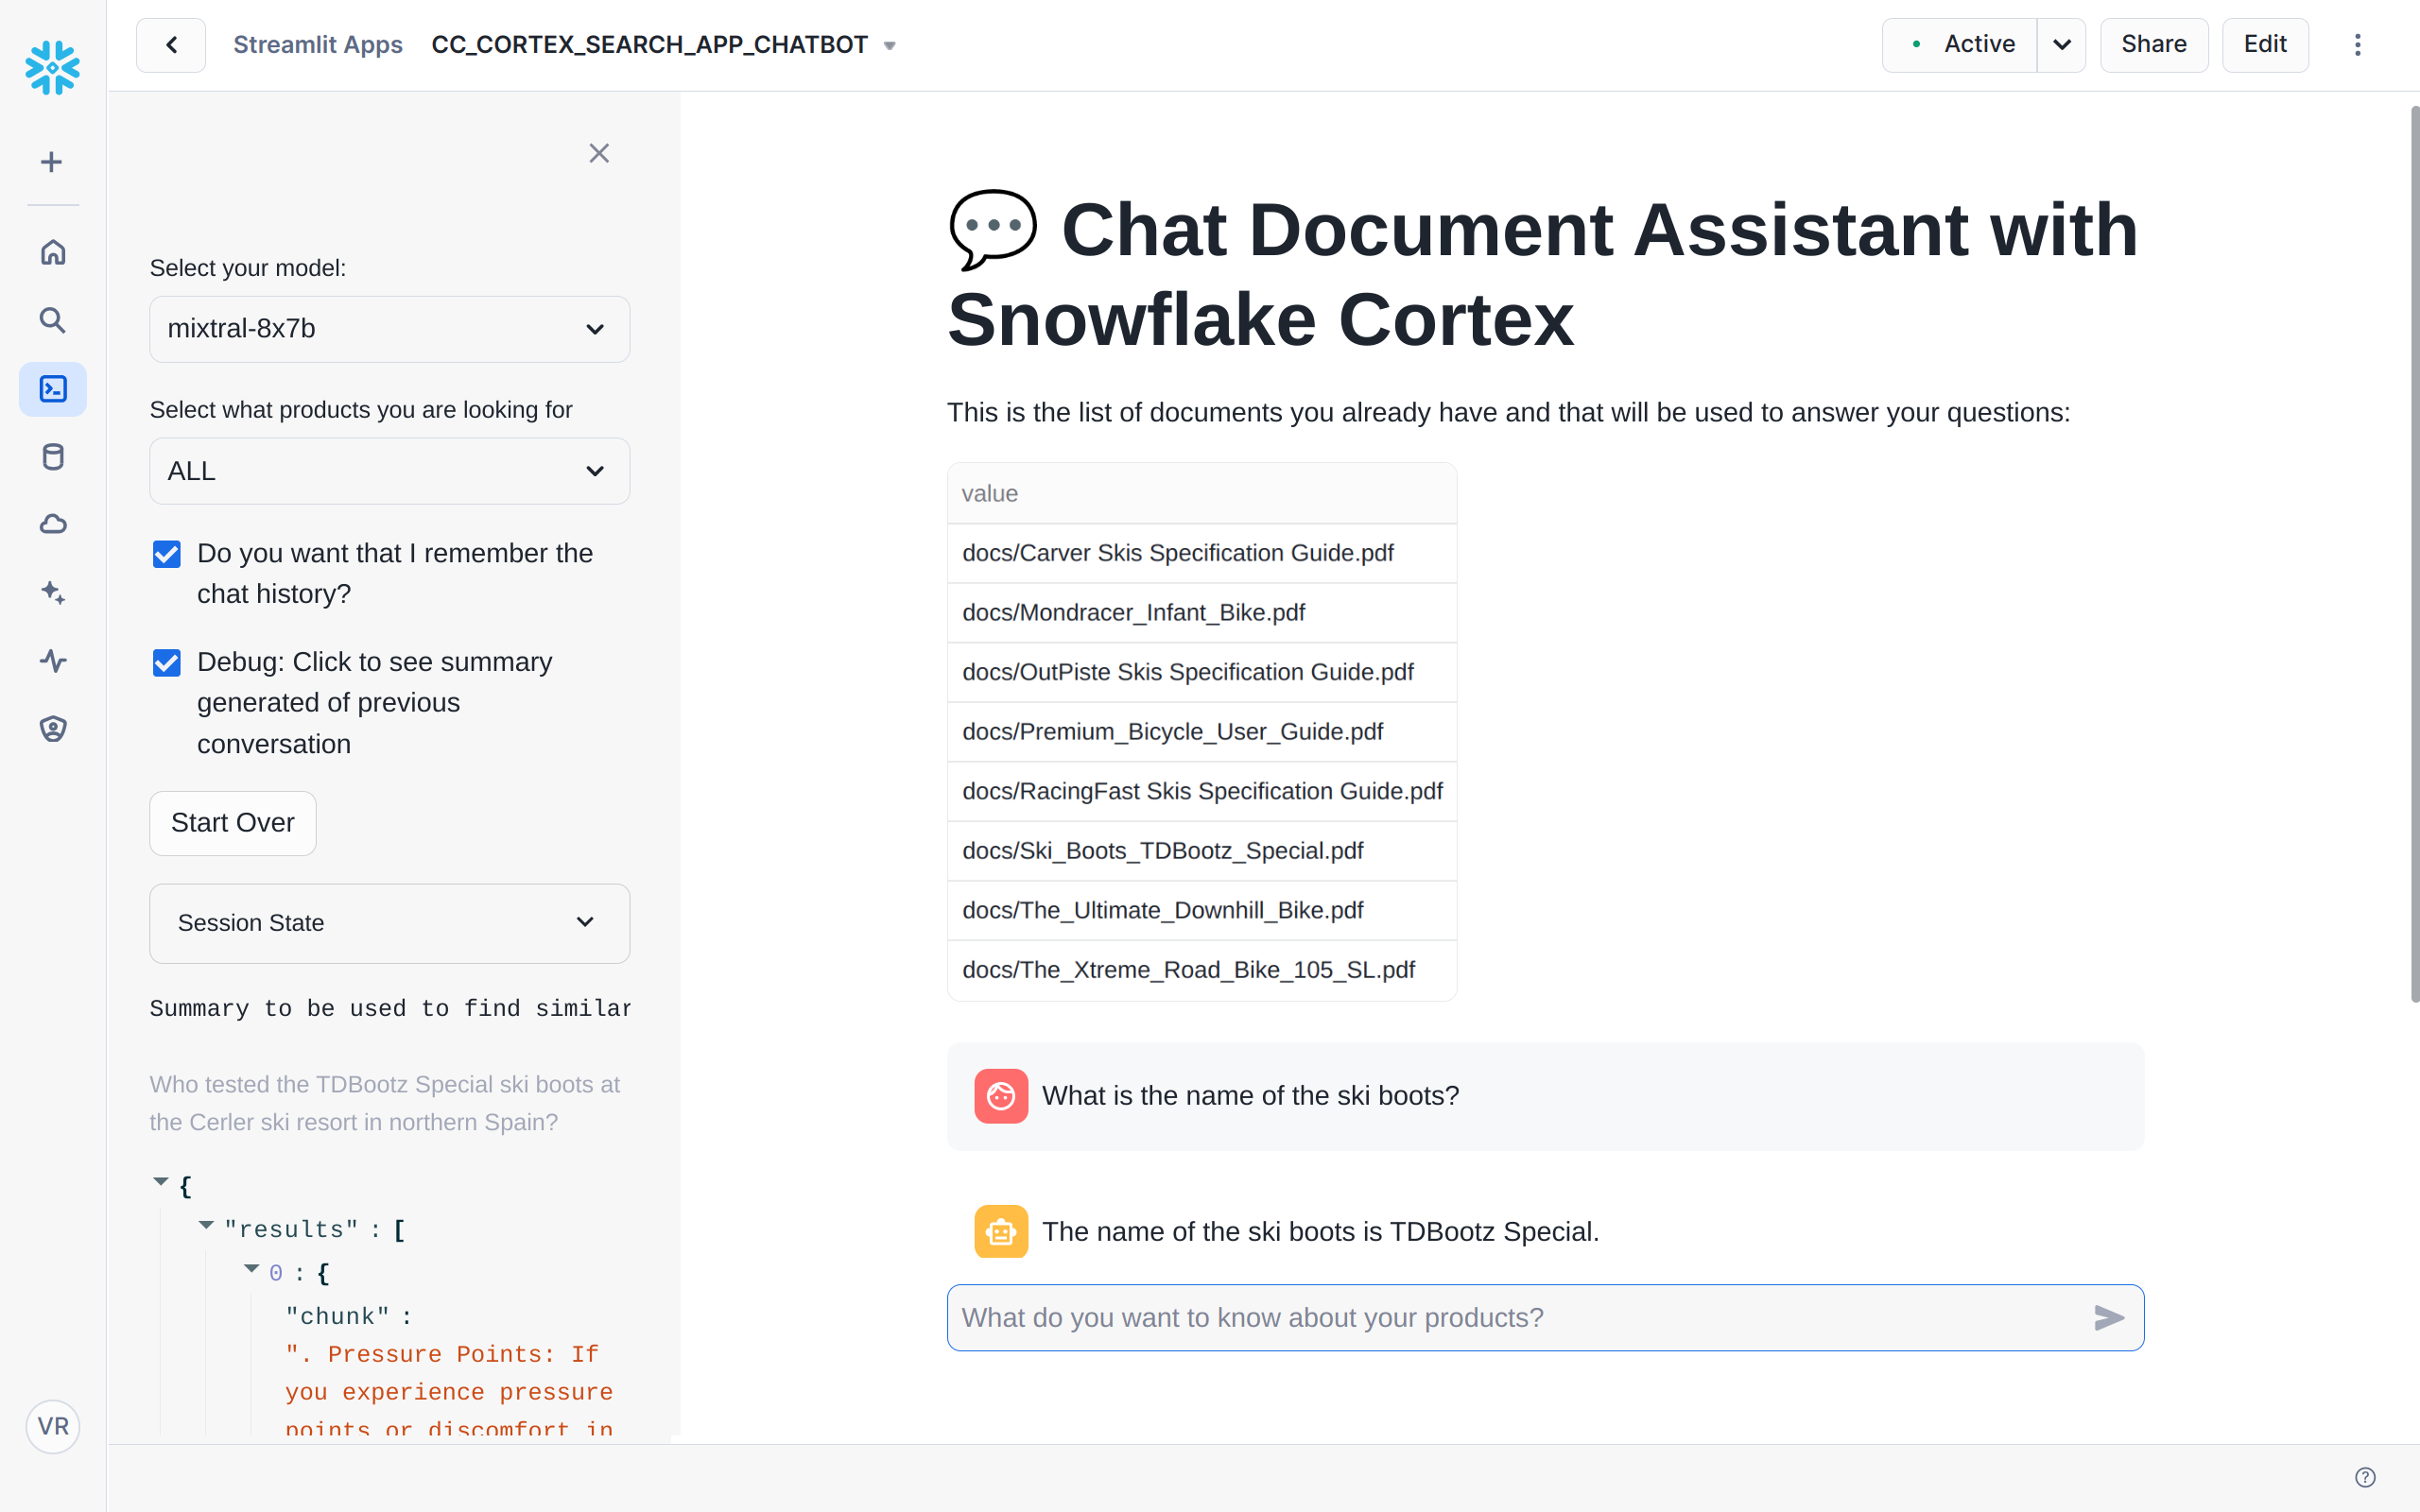 Streamlit Apps CC_CORTEX_SEARCH_APP_CHATBOT
Active
Share
Edit
Select your model:
mixtral-8x7b
Select what products you are looking for
ALL
Do you want that I remember the
chat history?
Debug: Click to see summary
generated of previous
conversation
Start Over
Session State
Summary to be used to find similar
Who tested the TDBootz Special ski boots at
the Cerler ski resort in northern Spain?
{
"results" : [
0 : {
"chunk" :
". Pressure Points: If
you experience pressure
points or discomfort in
VR
💬 Chat Document Assistant with
Snowflake Cortex
This is the list of documents you already have and that will be used to answer your questions:
value
docs/Carver Skis Specification Guide.pdf
docs/Mondracer_Infant_Bike.pdf
docs/OutPiste Skis Specification Guide.pdf
docs/Premium_Bicycle_User_Guide.pdf
docs/RacingFast Skis Specification Guide.pdf
docs/Ski_Boots_TDBootz_Special.pdf
docs/The_Ultimate_Downhill_Bike.pdf
docs/The_Xtreme_Road_Bike_105_SL.pdf
What is the name of the ski boots?
The name of the ski boots is TDBootz Special.
What do you want to know about your products?